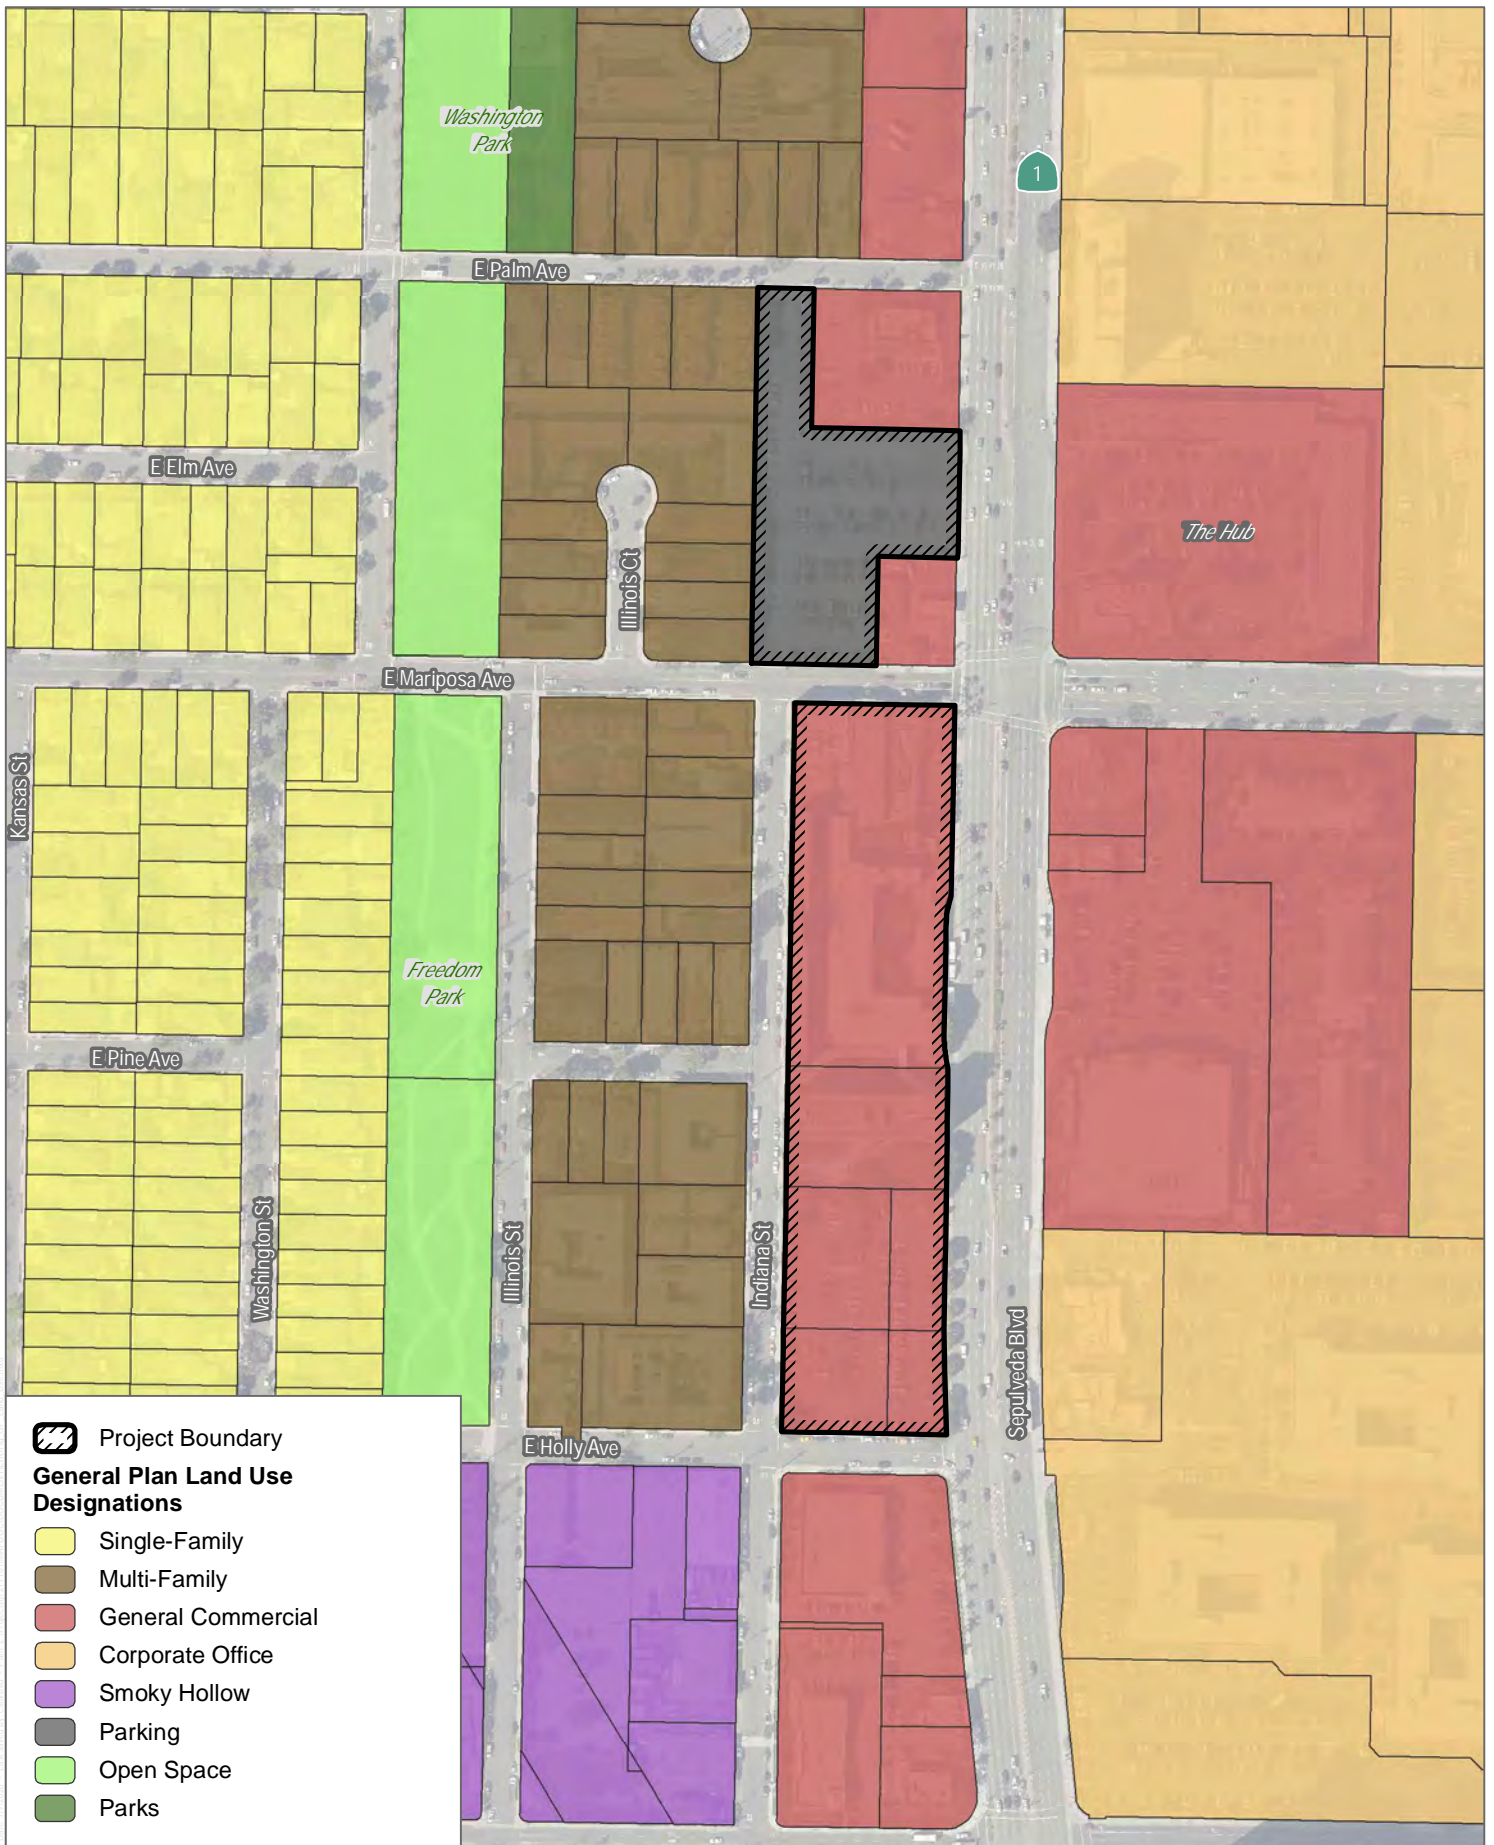 Washington
Park
1
E Palm Ave
E Elm Ave
The Hub
Illinois Ct
E Mariposa Ave
Kansas St
Freedom
Park
E Pine Ave
Washington St
Illinois St
Indiana St
Sepulveda Blvd
E Holly Ave
Project Boundary
General Plan Land Use
Designations
Single-Family
Multi-Family
General Commercial
Corporate Office
Smoky Hollow
Parking
Open Space
Parks